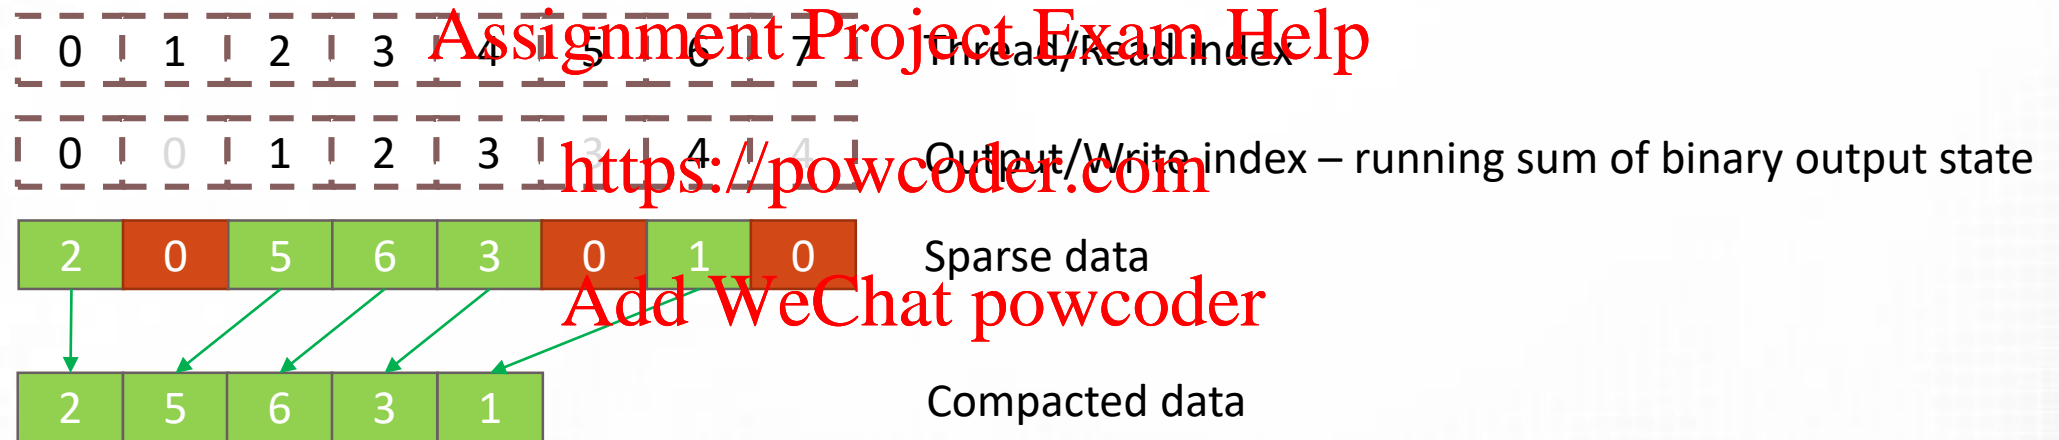 0 1 2 3 4 5 6 7 Thread/Read index
Assignment Project Exam Help
0 0 1 2 3 3 4 4 Output/Write index – running sum of binary output state
https://powcoder.com
2 0 5 6 3 0 1 0 Sparse data
Add WeChat powcoder
2 5 6 3 1 Compacted data